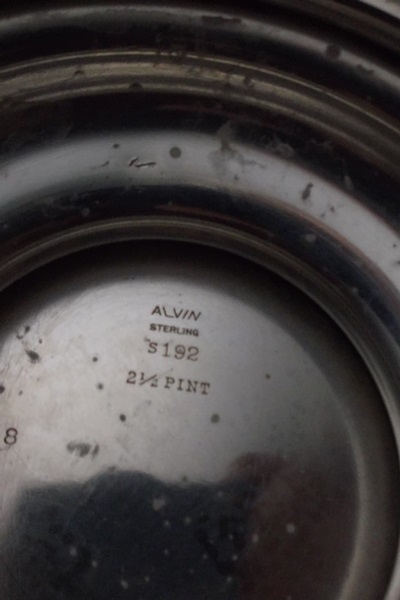 ALVIN
STERLING
S192
2½ PINT
8